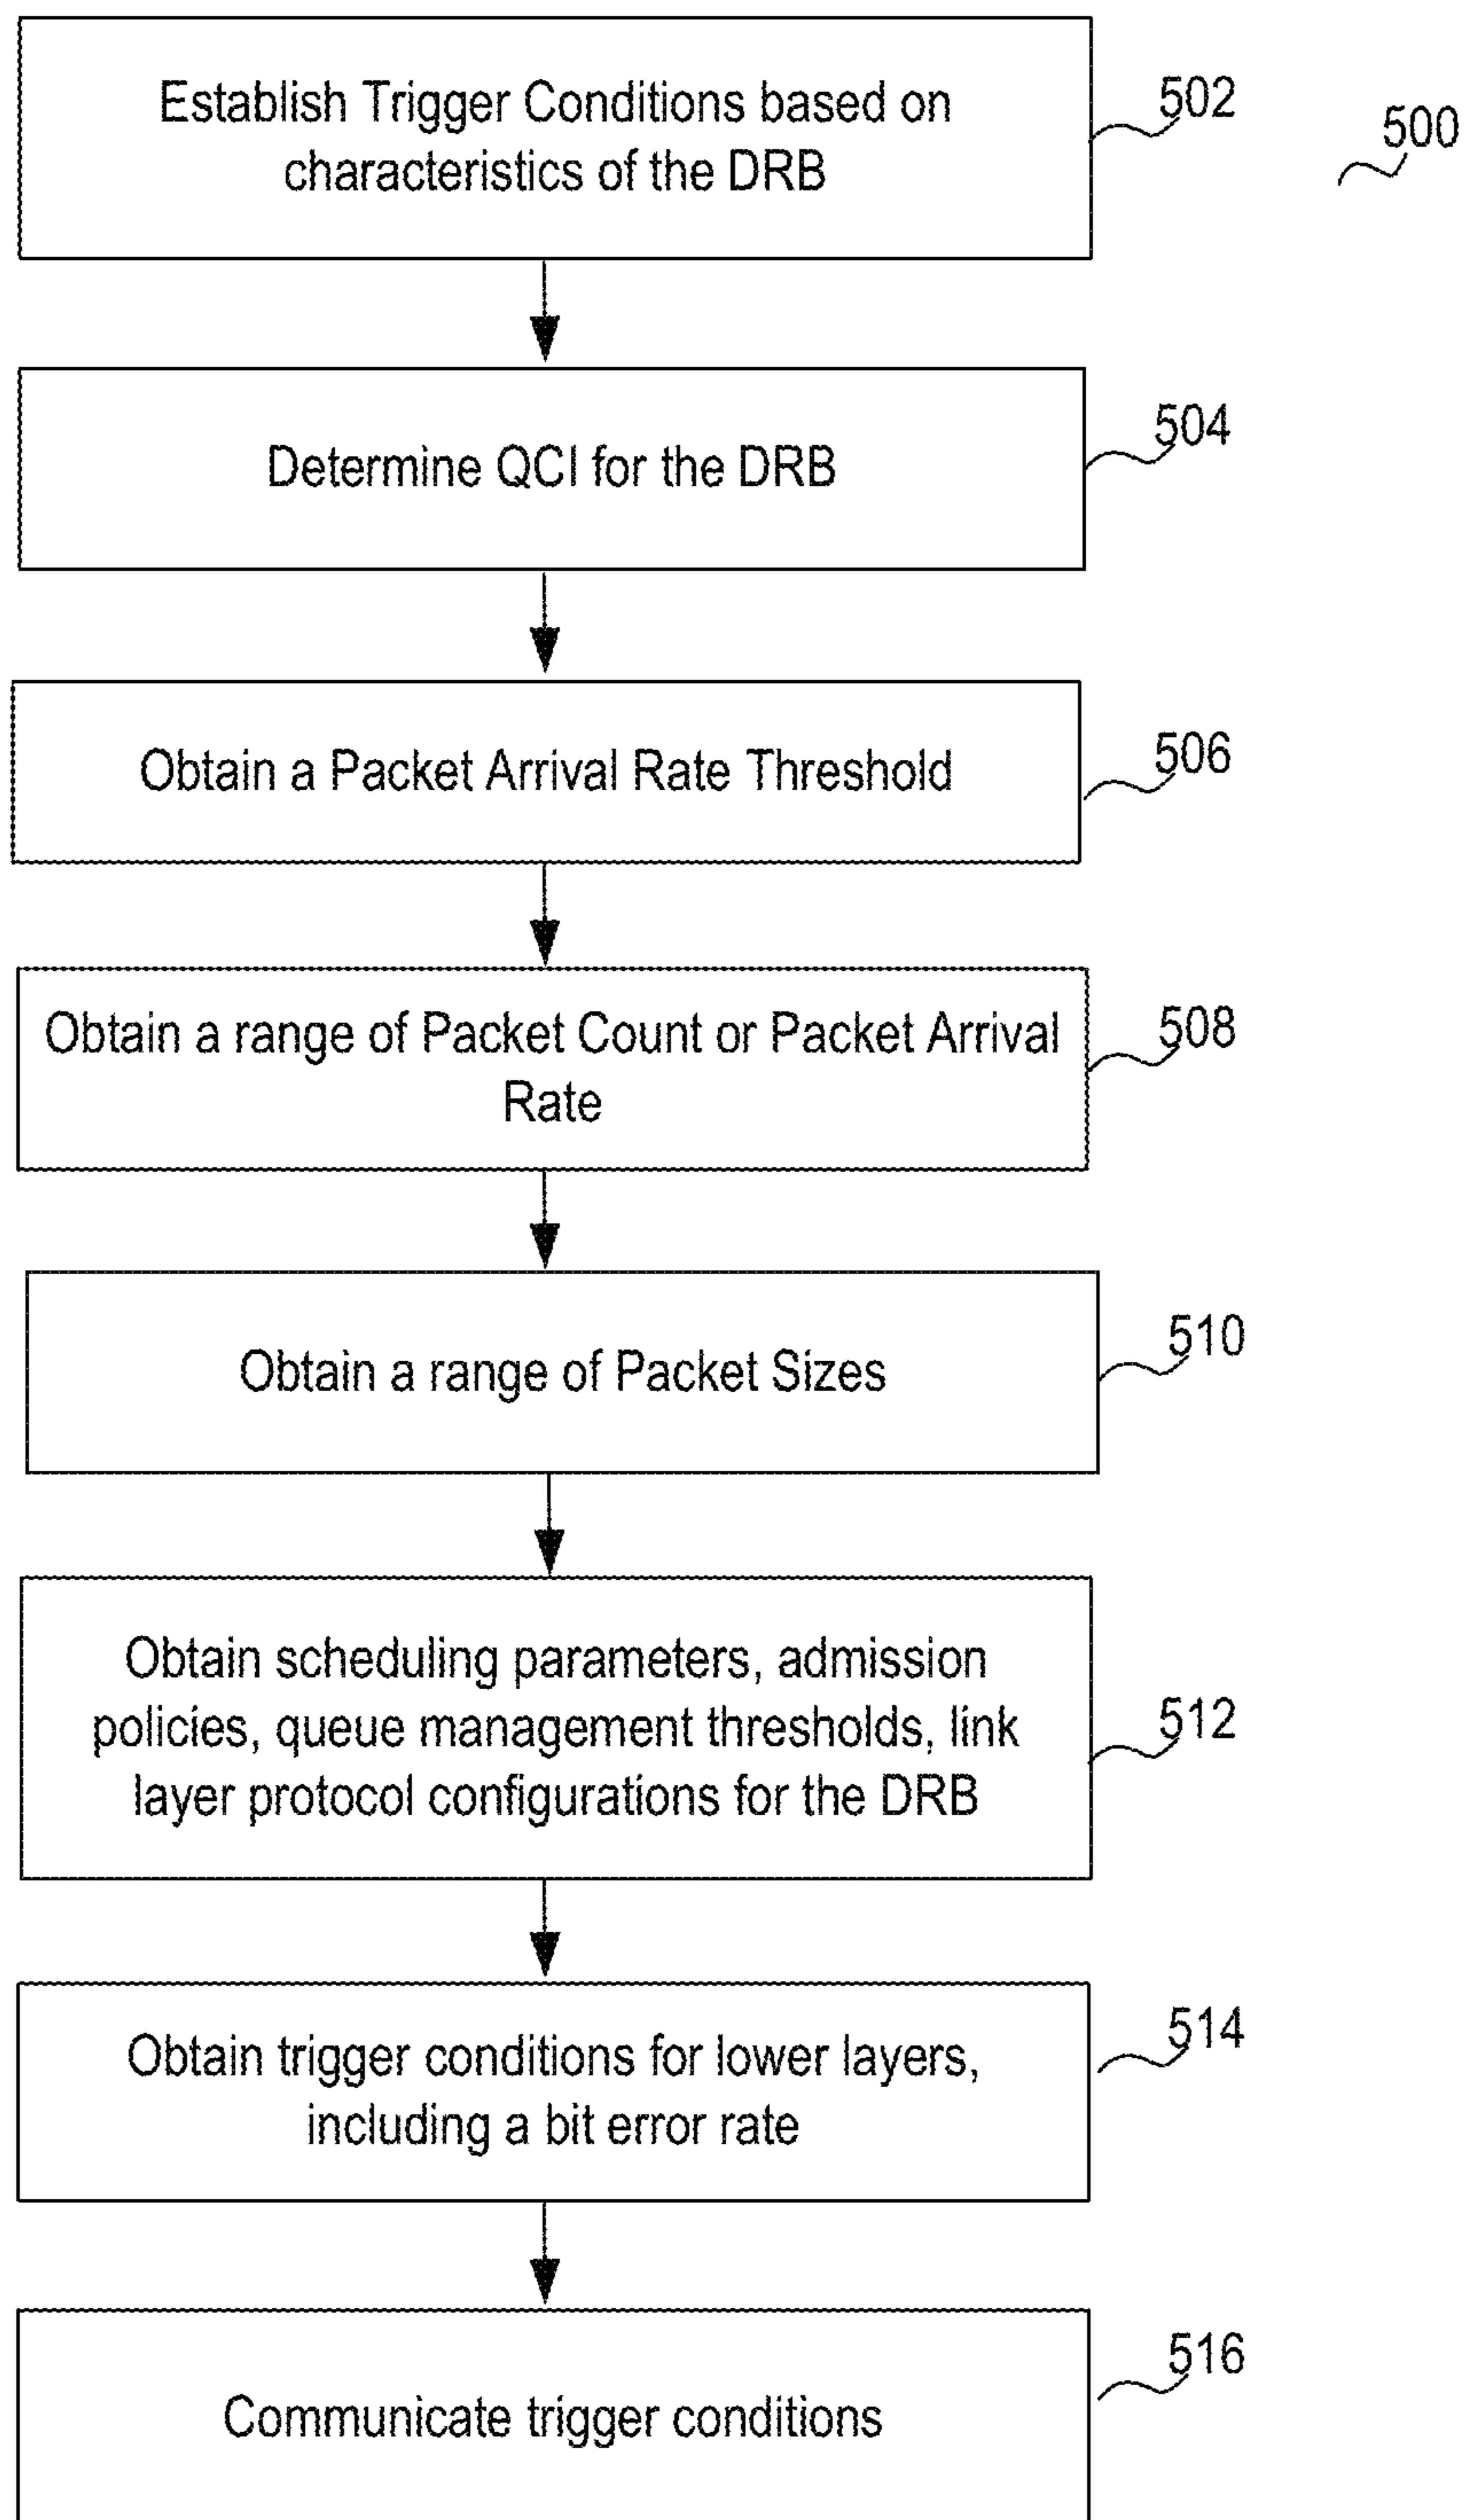 Establish Trigger Conditions based on
characteristics of the DRB
502
500
Determine QCI for the DRB
504
Obtain a Packet Arrival Rate Threshold
506
Obtain a range of Packet Count or Packet Arrival
Rate
508
Obtain a range of Packet Sizes
510
Obtain scheduling parameters, admission
policies, queue management thresholds, link
layer protocol configurations for the DRB
512
Obtain trigger conditions for lower layers,
including a bit error rate
514
Communicate trigger conditions
516